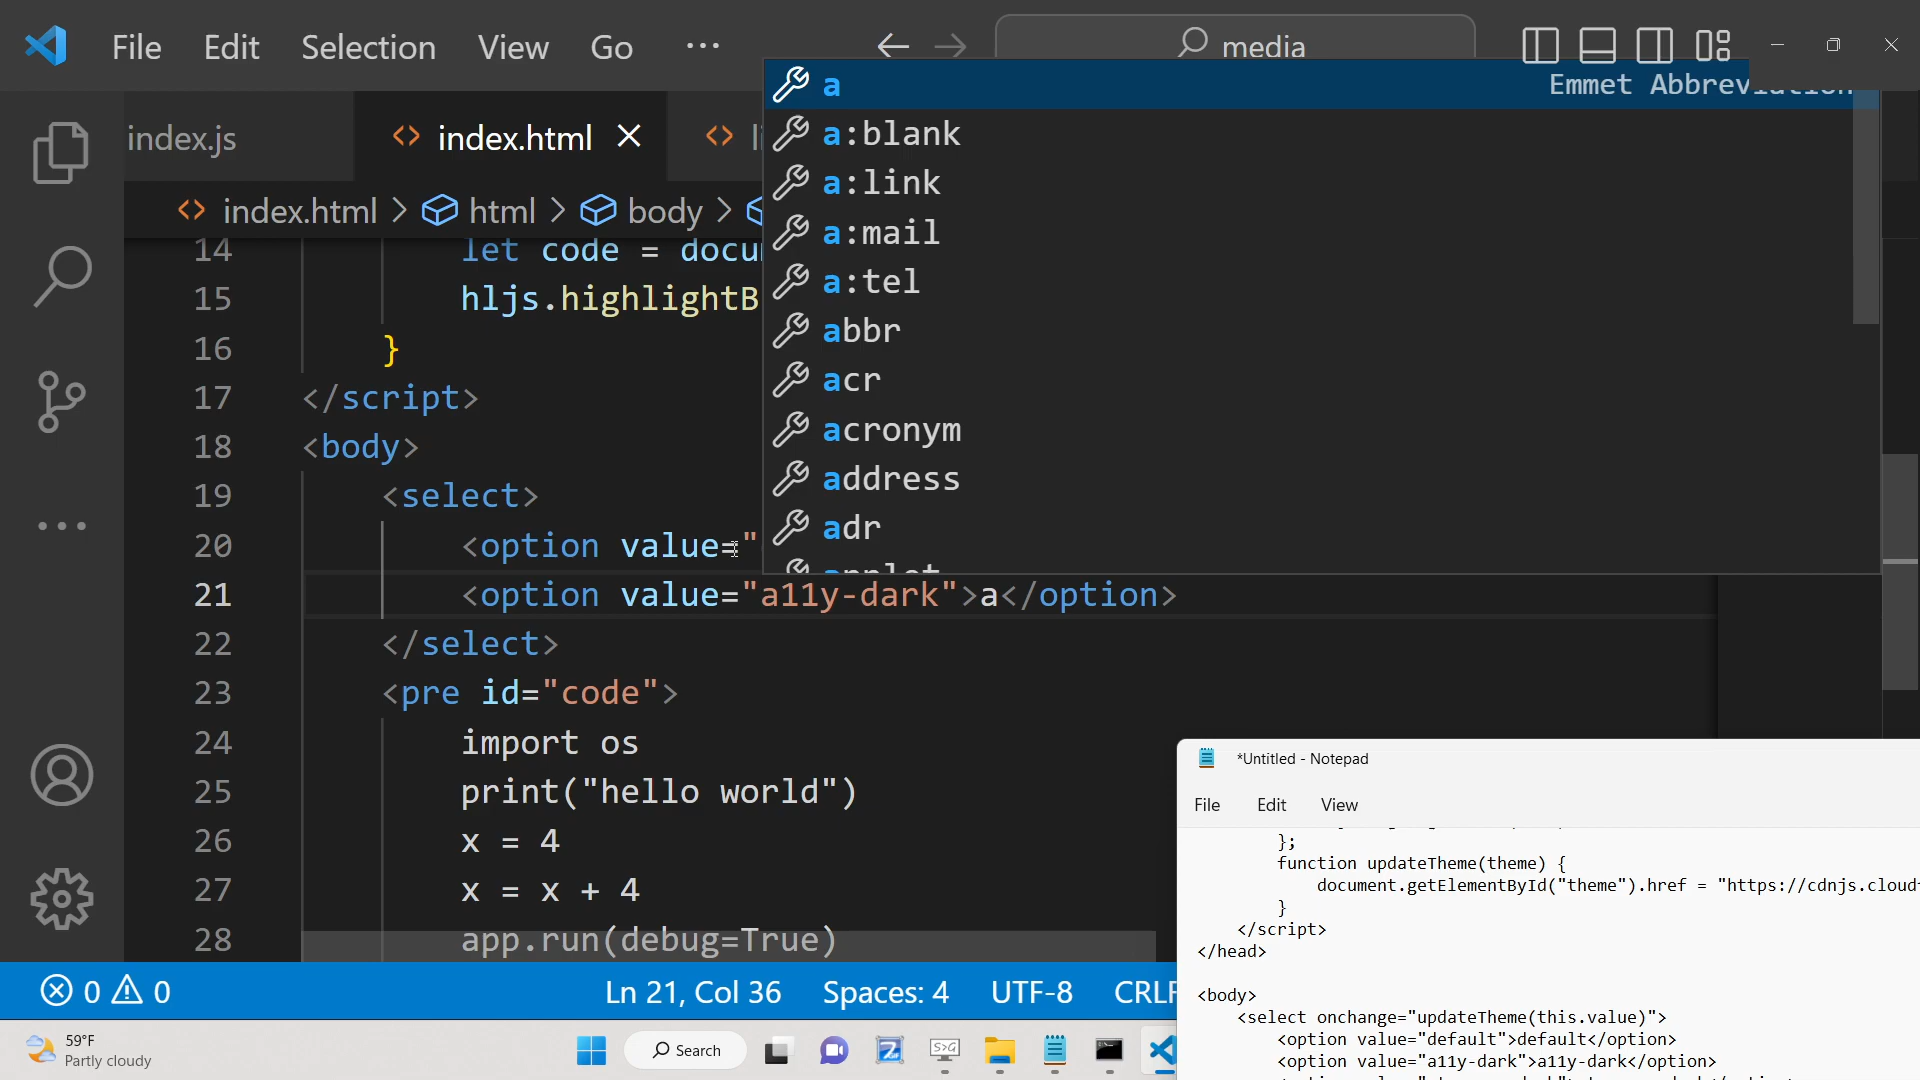 File Edit Selection View Go ··· media
index.js index.html
index.html > html > body >
a Emmet Abbreviation
a:blank
a:link
a:mail
a:tel
abbr
acr
acronym
address
adr
applet
14 let code = docu
15 hljs.highlightB
16 }
17 </script>
18 <body>
19 <select>
20 <option value="
21 <option value="a11y-dark">a</option>
22 </select>
23 <pre id="code">
24 import os
25 print("hello world")
26 x = 4
27 x = x + 4
28 app.run(debug=True)
0 0 Ln 21, Col 36 Spaces: 4 UTF-8 CRLF
*Untitled - Notepad
File Edit View
};
function updateTheme(theme) {
document.getElementById("theme").href = "https://cdnjs.cloud
}
</script>
</head>
<body>
<select onchange="updateTheme(this.value)">
<option value="default">default</option>
<option value="a11y-dark">a11y-dark</option>
59°F
Partly cloudy
Search